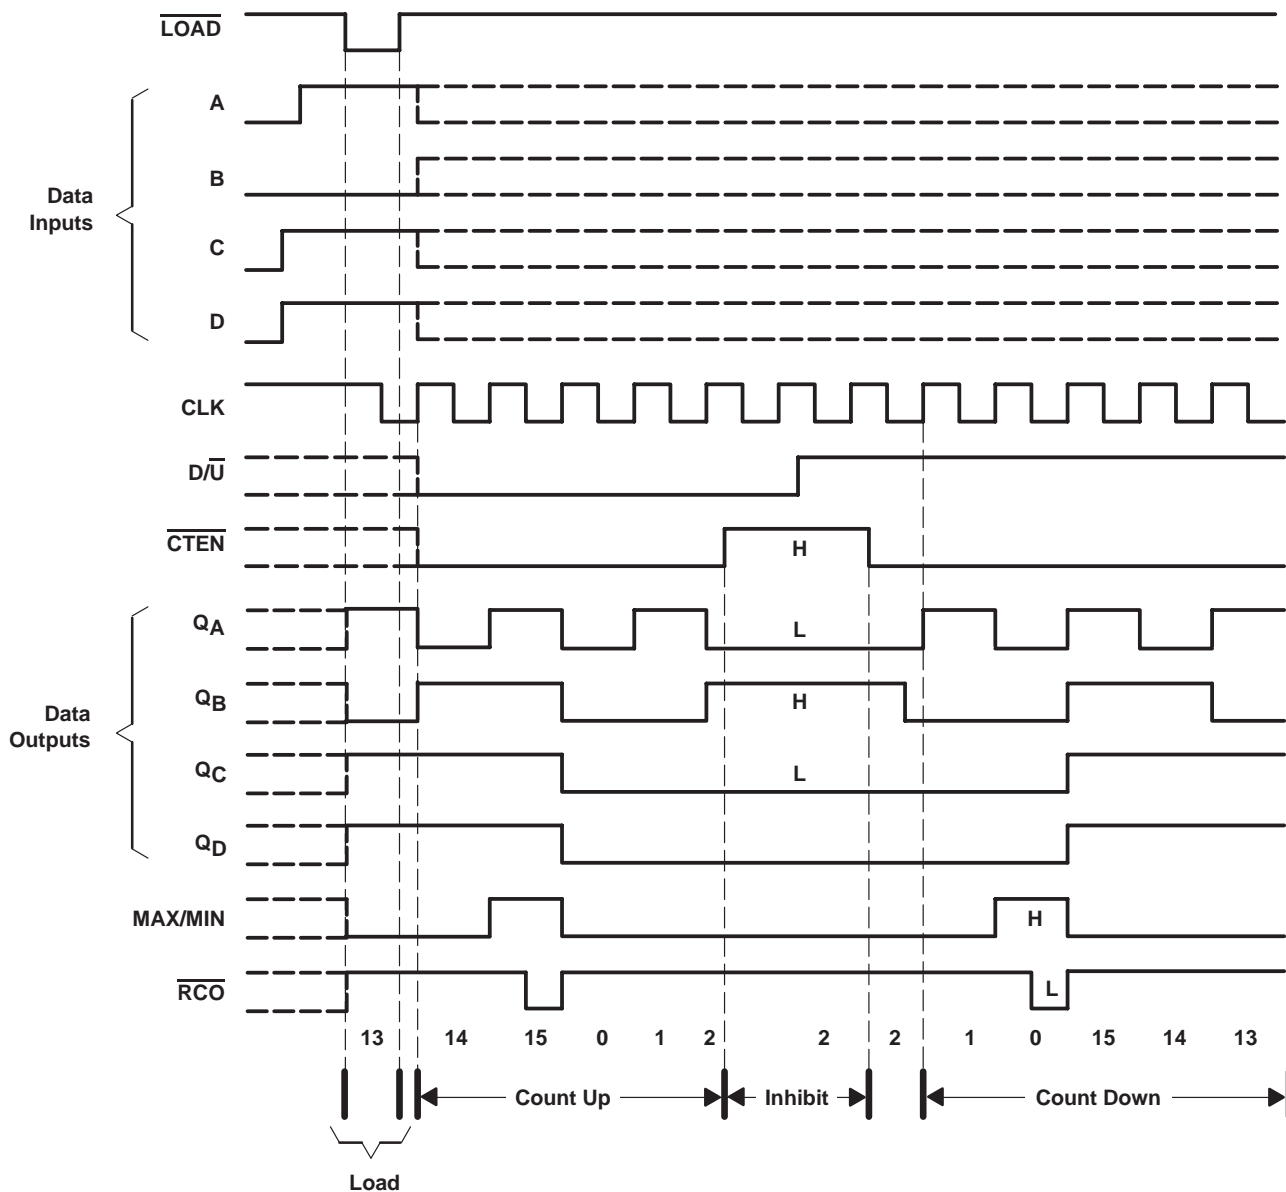 LOAD
A
B
C
D
Data
Inputs
CLK
D/U
CTEN
H
QA
L
QB
H
QC
L
QD
Data
Outputs
MAX/MIN
H
RCO
L
13 14 15 0 1 2 2 2 1 0 15 14 13
Count Up Inhibit Count Down
Load